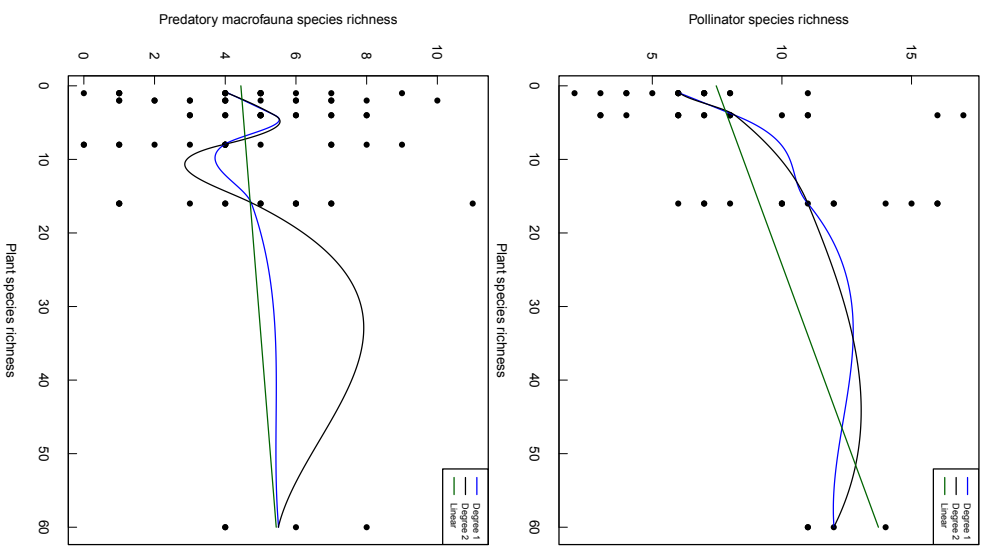 Predatory macrofauna species richness
0 2 4 6 8 10
0 10 20 30 40 50 60
Plant species richness
Degree 1
Degree 2
Linear
Pollinator species richness
5 10 15
0 10 20 30 40 50 60
Plant species richness
Degree 1
Degree 2
Linear